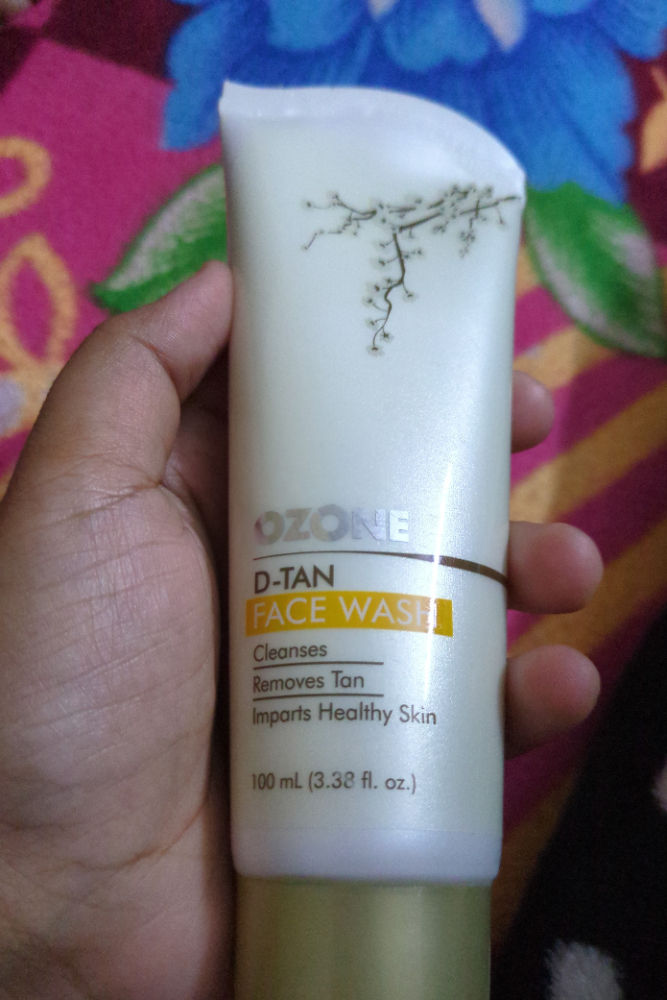 OZONE
D-TAN
FACE WASH
Cleanses
Removes Tan
Imparts Healthy Skin
100 mL (3.38 fl. oz.)